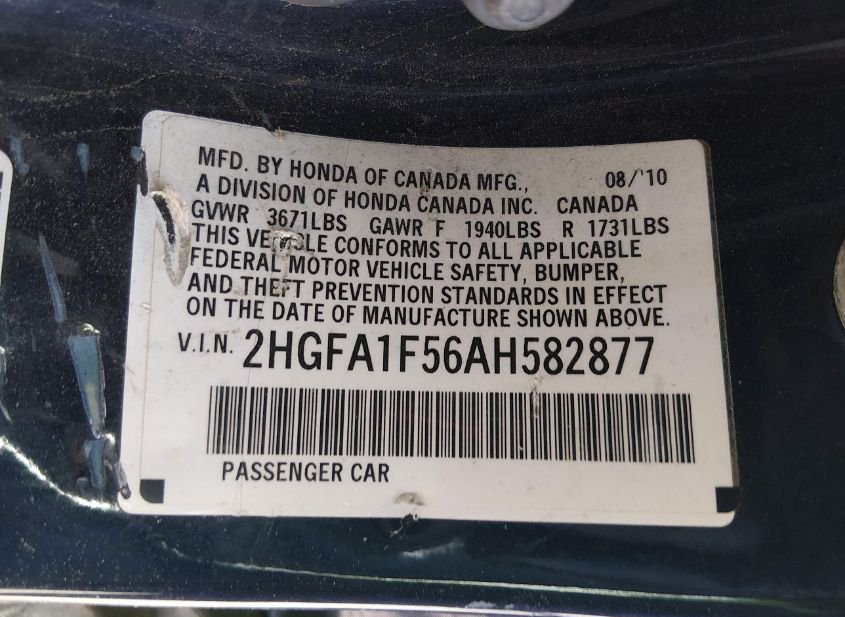 MFD. BY HONDA OF CANADA MFG., 08/'10
A DIVISION OF HONDA CANADA INC. CANADA
GVWR 3671LBS GAWR F 1940LBS R 1731LBS
THIS VEHICLE CONFORMS TO ALL APPLICABLE
FEDERAL MOTOR VEHICLE SAFETY, BUMPER,
AND THEFT PREVENTION STANDARDS IN EFFECT
ON THE DATE OF MANUFACTURE SHOWN ABOVE.
V.I.N. 2HGFA1F56AH582877
PASSENGER CAR